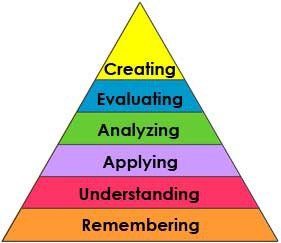 Creating
Evaluating
Analyzing
Applying
Understanding
Remembering